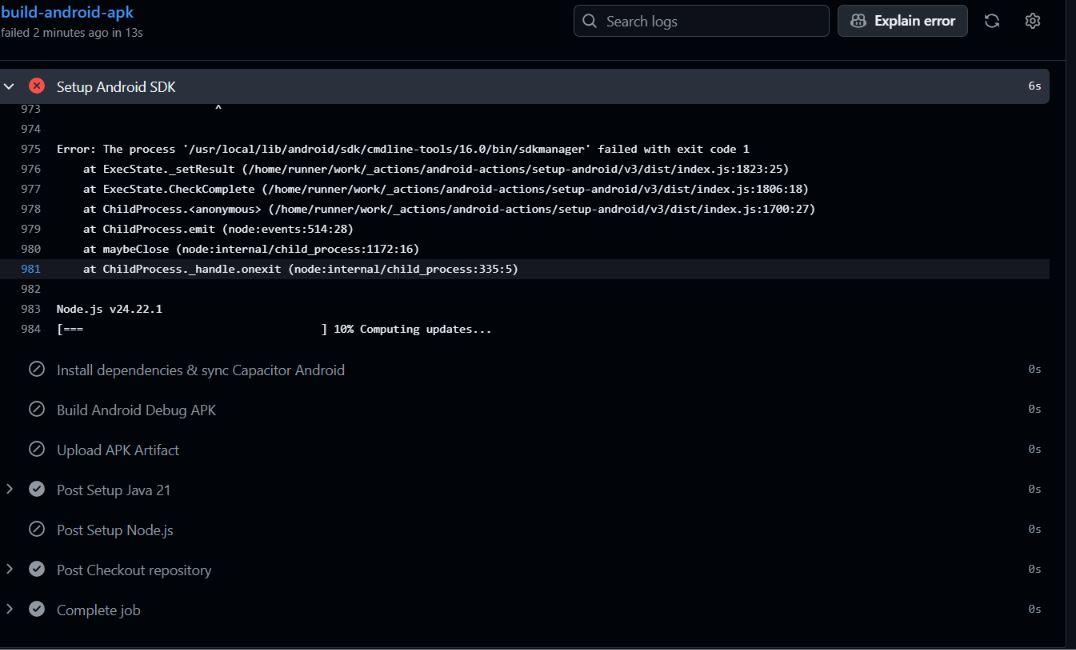 build-android-apk
failed 2 minutes ago in 13s
Search logs
Explain error
Setup Android SDK 6s
973 ^
974
975 Error: The process '/usr/local/lib/android/sdk/cmdline-tools/16.0/bin/sdkmanager' failed with exit code 1
976 at ExecState._setResult (/home/runner/work/_actions/android-actions/setup-android/v3/dist/index.js:1823:25)
977 at ExecState.CheckComplete (/home/runner/work/_actions/android-actions/setup-android/v3/dist/index.js:1806:18)
978 at ChildProcess.<anonymous> (/home/runner/work/_actions/android-actions/setup-android/v3/dist/index.js:1700:27)
979 at ChildProcess.emit (node:events:514:28)
980 at maybeClose (node:internal/child_process:1172:16)
981 at ChildProcess._handle.onexit (node:internal/child_process:335:5)
982
983 Node.js v24.22.1
984 [=== ] 10% Computing updates...
Install dependencies & sync Capacitor Android 0s
Build Android Debug APK 0s
Upload APK Artifact 0s
Post Setup Java 21 0s
Post Setup Node.js 0s
Post Checkout repository 0s
Complete job 0s